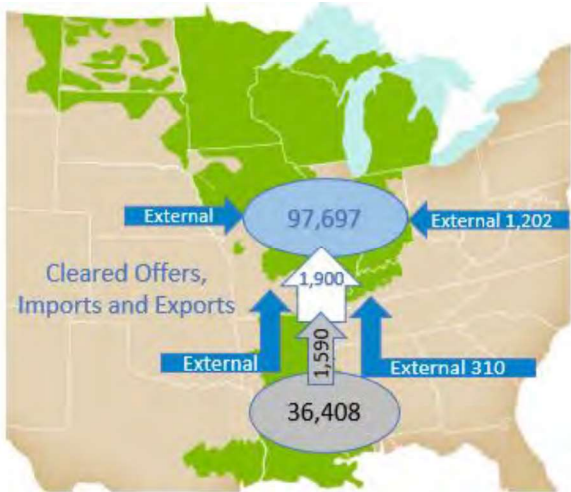 External
97,697
External 1,202
Cleared Offers,
Imports and Exports
1,900
External
1,590
External 310
36,408